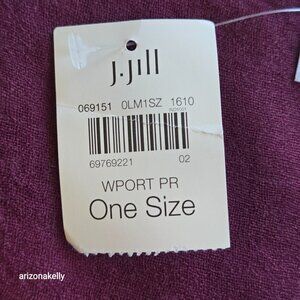 J.Jill
069151 0LM1SZ 1610
69769221 02
WPORT PR
One Size
arizonakelly